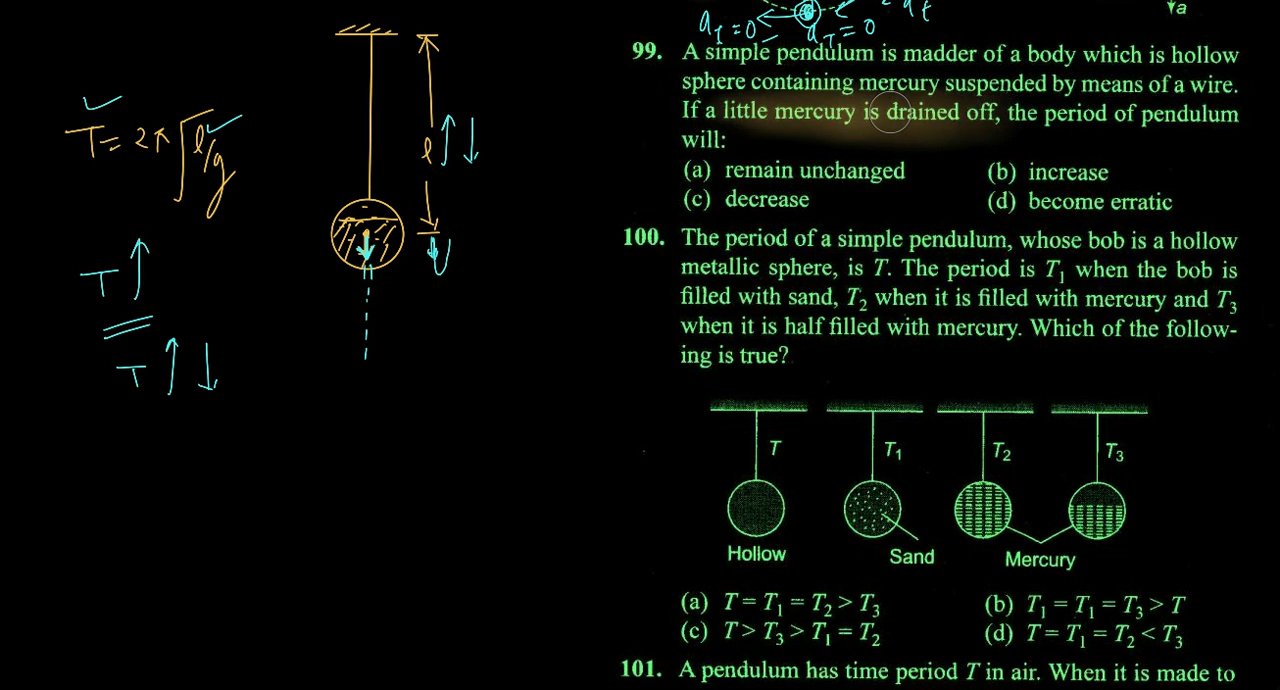 T = 2π√l/g
l↑↓
T↑
T↑↓
a_T = 0
a_T = 0
a
99. A simple pendulum is madder of a body which is hollow
sphere containing mercury suspended by means of a wire.
If a little mercury is drained off, the period of pendulum
will:
(a) remain unchanged (b) increase
(c) decrease (d) become erratic
100. The period of a simple pendulum, whose bob is a hollow
metallic sphere, is T. The period is T₁ when the bob is
filled with sand, T₂ when it is filled with mercury and T₃
when it is half filled with mercury. Which of the follow-
ing is true?
T T₁ T₂ T₃
Hollow Sand Mercury
(a) T = T₁ = T₂ > T₃ (b) T₁ = T₁ = T₃ > T
(c) T > T₃ > T₁ = T₂ (d) T = T₁ = T₂ < T₃
101. A pendulum has time period T in air. When it is made to